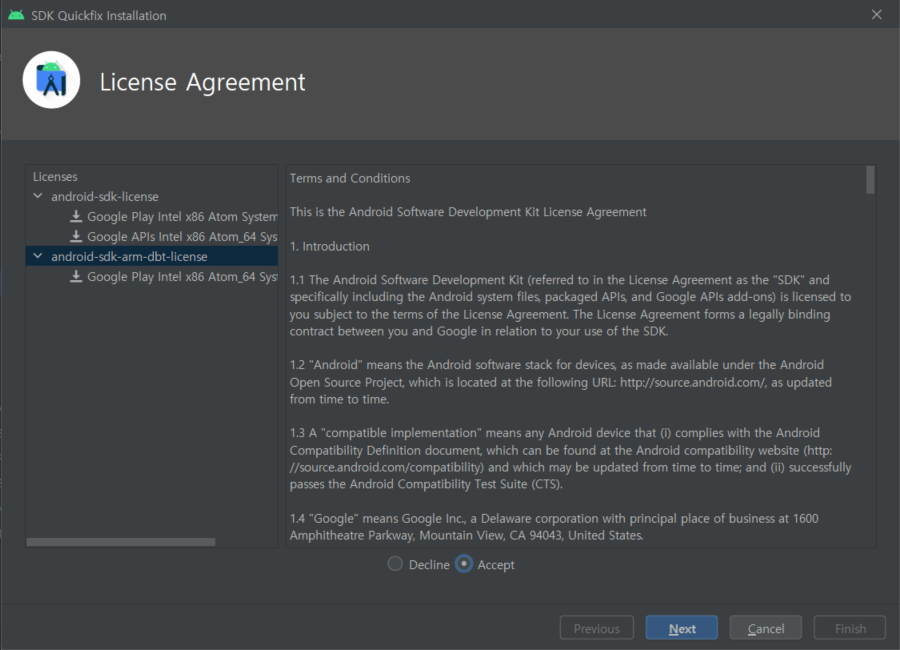 SDK Quickfix Installation
License Agreement
Licenses
android-sdk-license
Google Play Intel x86 Atom System
Google APIs Intel x86 Atom_64 Sys
android-sdk-arm-dbt-license
Google Play Intel x86 Atom_64 Syst
Terms and Conditions
This is the Android Software Development Kit License Agreement
1. Introduction
1.1 The Android Software Development Kit (referred to in the License Agreement as the "SDK" and
specifically including the Android system files, packaged APIs, and Google APIs add-ons) is licensed to
you subject to the terms of the License Agreement. The License Agreement forms a legally binding
contract between you and Google in relation to your use of the SDK.
1.2 "Android" means the Android software stack for devices, as made available under the Android
Open Source Project, which is located at the following URL: http://source.android.com/, as updated
from time to time.
1.3 A "compatible implementation" means any Android device that (i) complies with the Android
Compatibility Definition document, which can be found at the Android compatibility website (http:
//source.android.com/compatibility) and which may be updated from time to time; and (ii) successfully
passes the Android Compatibility Test Suite (CTS).
1.4 "Google" means Google Inc., a Delaware corporation with principal place of business at 1600
Amphitheatre Parkway, Mountain View, CA 94043, United States.
Decline Accept
Previous Next Cancel Finish